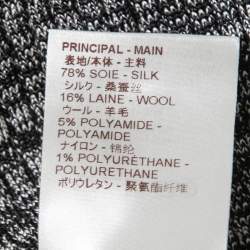 PRINCIPAL - MAIN
表地/本体 - 主料
78% SOIE - SILK
シルク - 桑蚕丝
16% LAINE - WOOL
ウール - 羊毛
5% POLYAMIDE -
POLYAMIDE
ナイロン - 锦纶
1% POLYURÉTHANE -
POLYURETHANE
ポリウレタン - 聚氨酯纤维